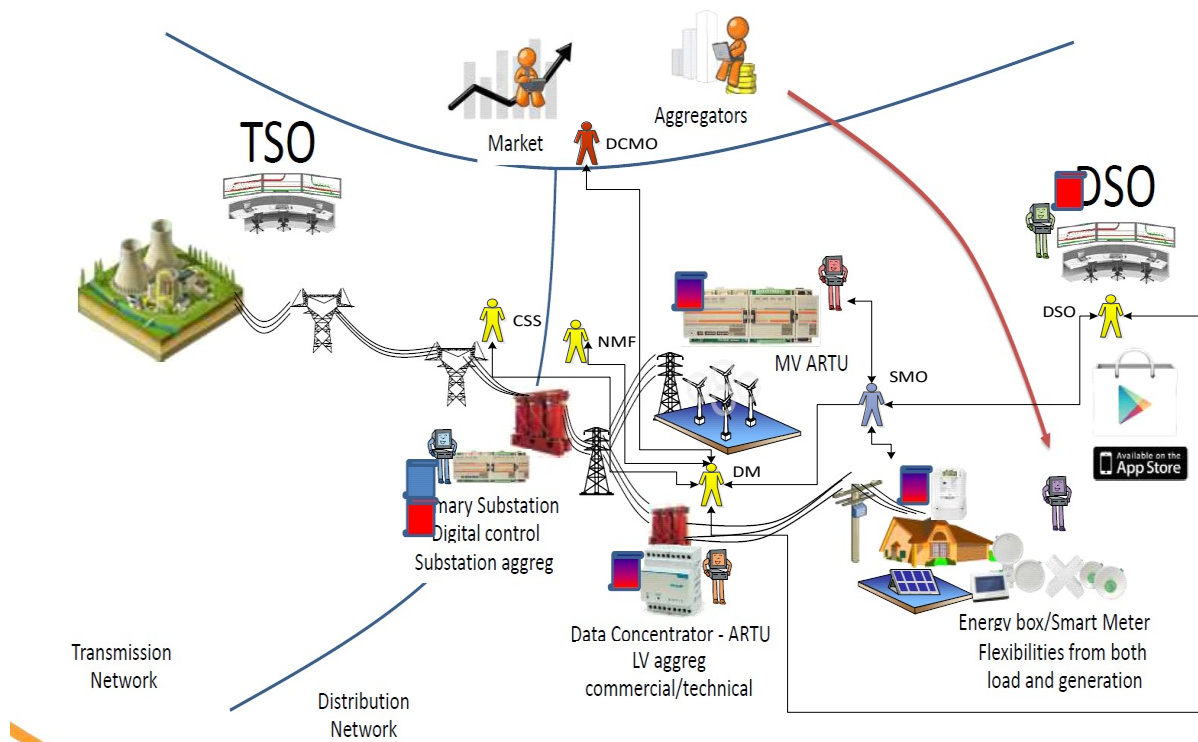 Market
Aggregators
DCMO
TSO
DSO
CSS
NMF
MV ARTU
DSO
SMO
DM
Available on the
App Store
mary Substation
Digital control
Substation aggreg
Data Concentrator - ARTU
LV aggreg
commercial/technical
Energy box/Smart Meter
Flexibilities from both
load and generation
Transmission
Network
Distribution
Network